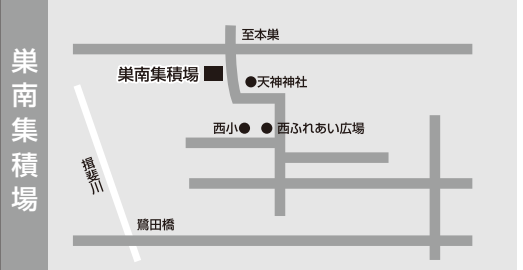 巣南集積場
至本巣
巣南集積場
天神神社
西小
西ふれあい広場
揖斐川
鷺田橋